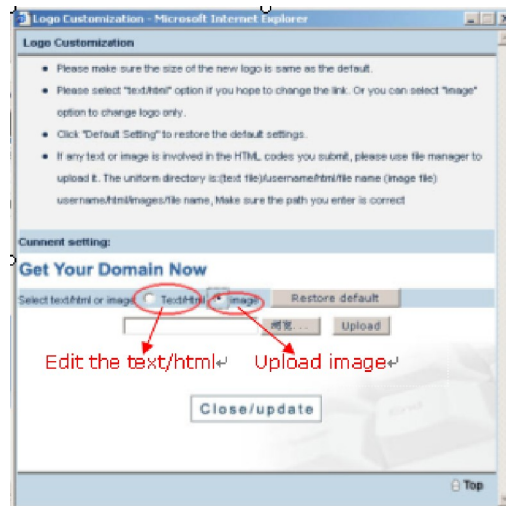 Logo Customization - Microsoft Internet Explorer
Logo Customization
• Please make sure the size of the new logo is same as the default.
• Please select "text/html" option if you hope to change the link. Or you can select "image"
option to change logo only.
• Click "Default Setting" to restore the default settings.
• If any text or image is involved in the HTML codes you submit, please use file manager to
upload it. The uniform directory is:(text file)/username/html/file name (image file)
username/html/images/file name, Make sure the path you enter is correct
Cunnent setting:
Get Your Domain Now
Select text/html or image Text/Html image Restore default
浏览... Upload
Edit the text/html↵ Upload image↵
Close/update
Top